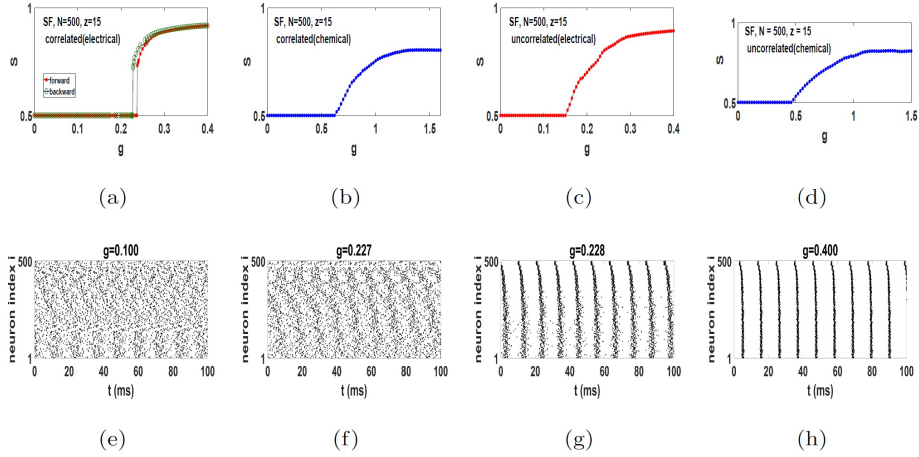 1
S
0.5
SF, N=500, z=15
correlated(electrical)
forward
backward
0 0.1 0.2 0.3 0.4
g
(a)
1
S
0.5
SF, N=500, z=15
correlated(chemical)
0 0.5 1 1.5
g
(b)
1
S
0.5
SF, N=500, z=15
uncorrelated(electrical)
0 0.1 0.2 0.3 0.4
g
(c)
1
S
0.5
SF, N = 500, z = 15
uncorrelated(chemical)
0 0.5 1 1.5
g
(d)
g=0.100
neuron index i
500
1
0 20 40 60 80 100
t (ms)
(e)
g=0.227
neuron index i
500
1
0 20 40 60 80 100
t (ms)
(f)
g=0.228
neuron index i
500
1
0 20 40 60 80 100
t (ms)
(g)
g=0.400
neuron index i
500
1
0 20 40 60 80 100
t (ms)
(h)